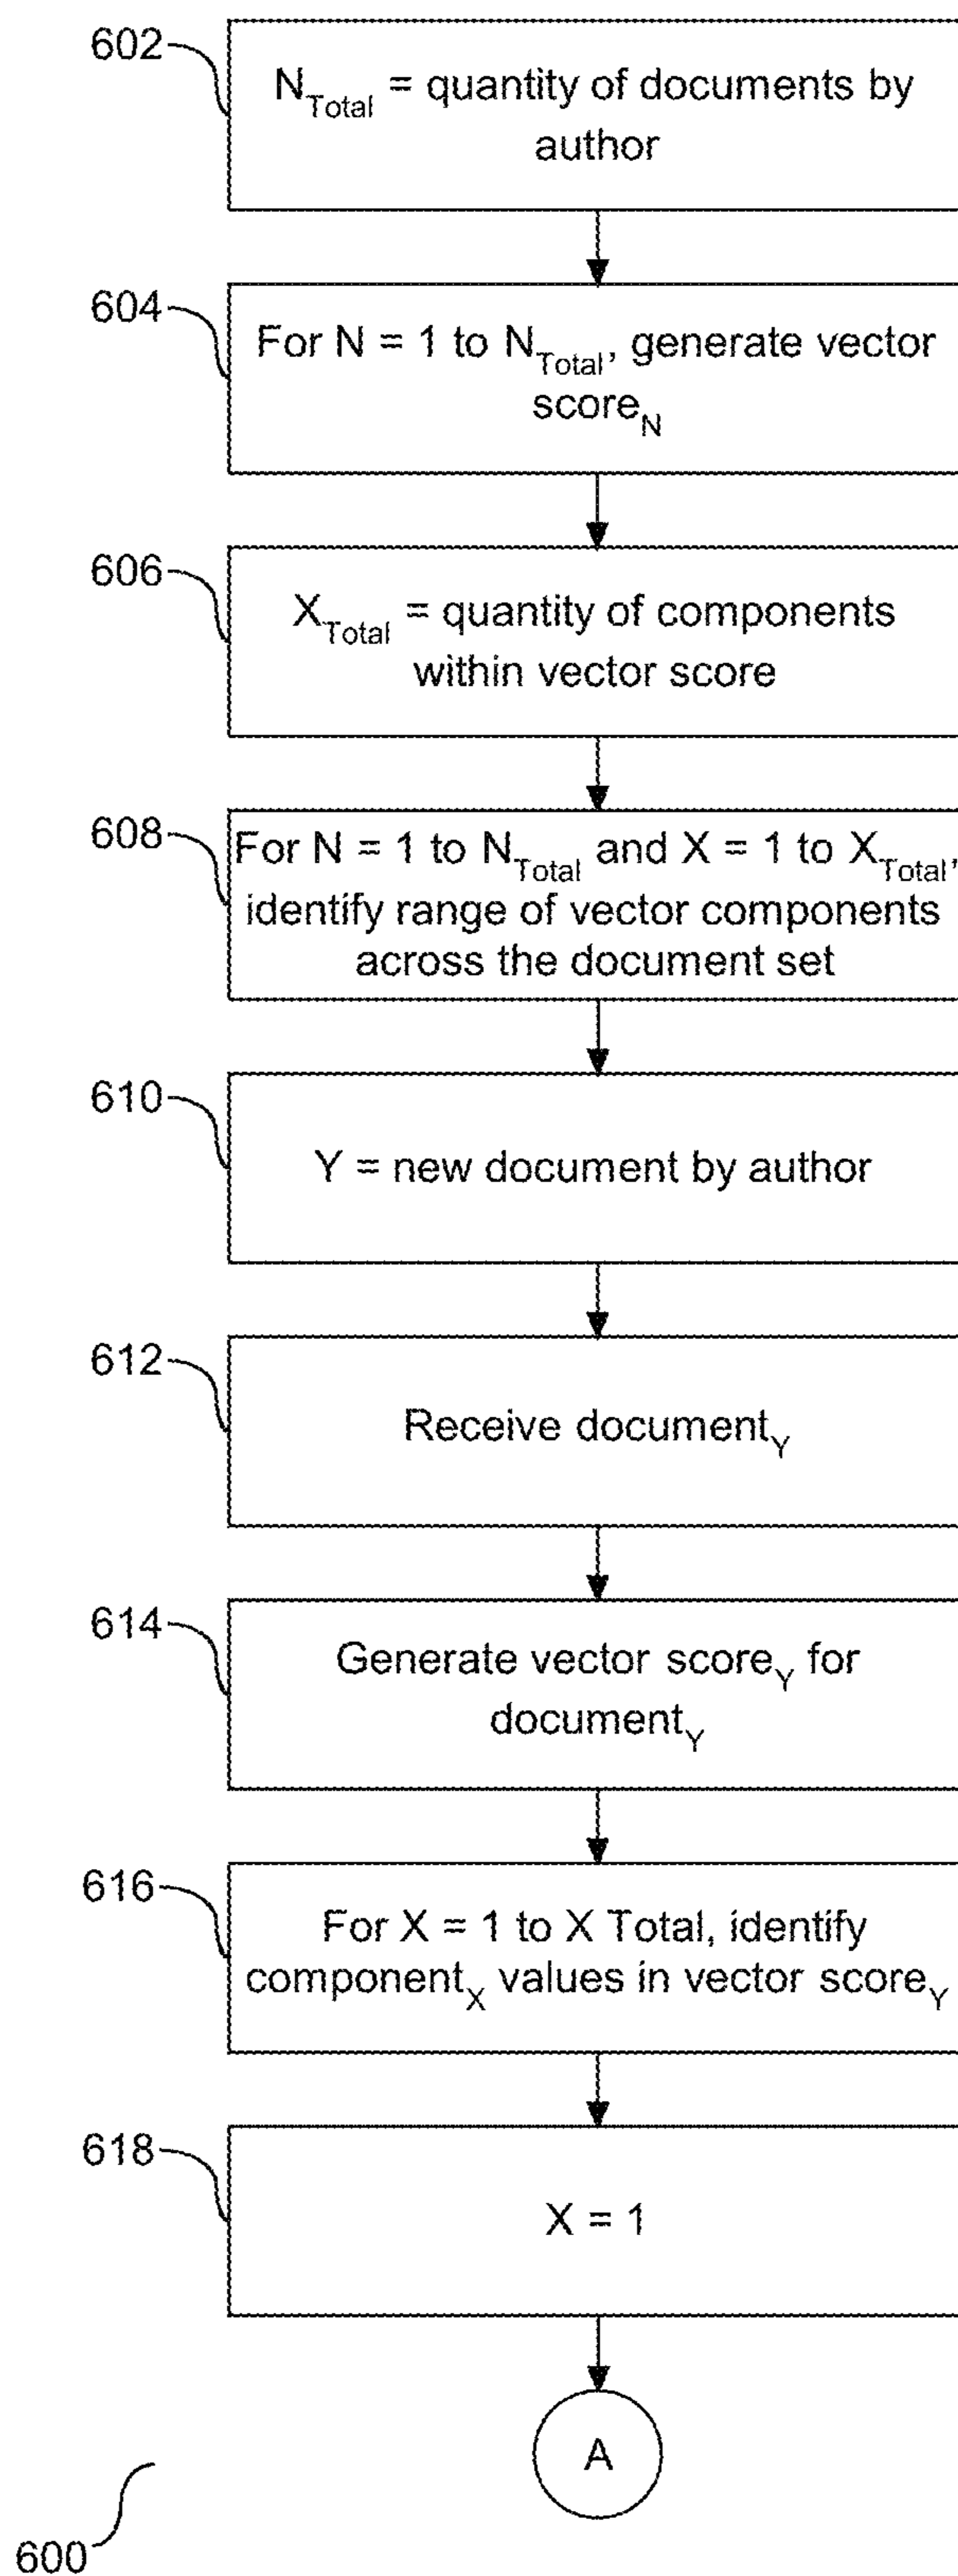 602
N_Total = quantity of documents by
author
604
For N = 1 to N_Total, generate vector
score_N
606
X_Total = quantity of components
within vector score
608
For N = 1 to N_Total and X = 1 to X_Total,
identify range of vector components
across the document set
610
Y = new document by author
612
Receive document_Y
614
Generate vector score_Y for
document_Y
616
For X = 1 to X Total, identify
component_X values in vector score_Y
618
X = 1
A
600